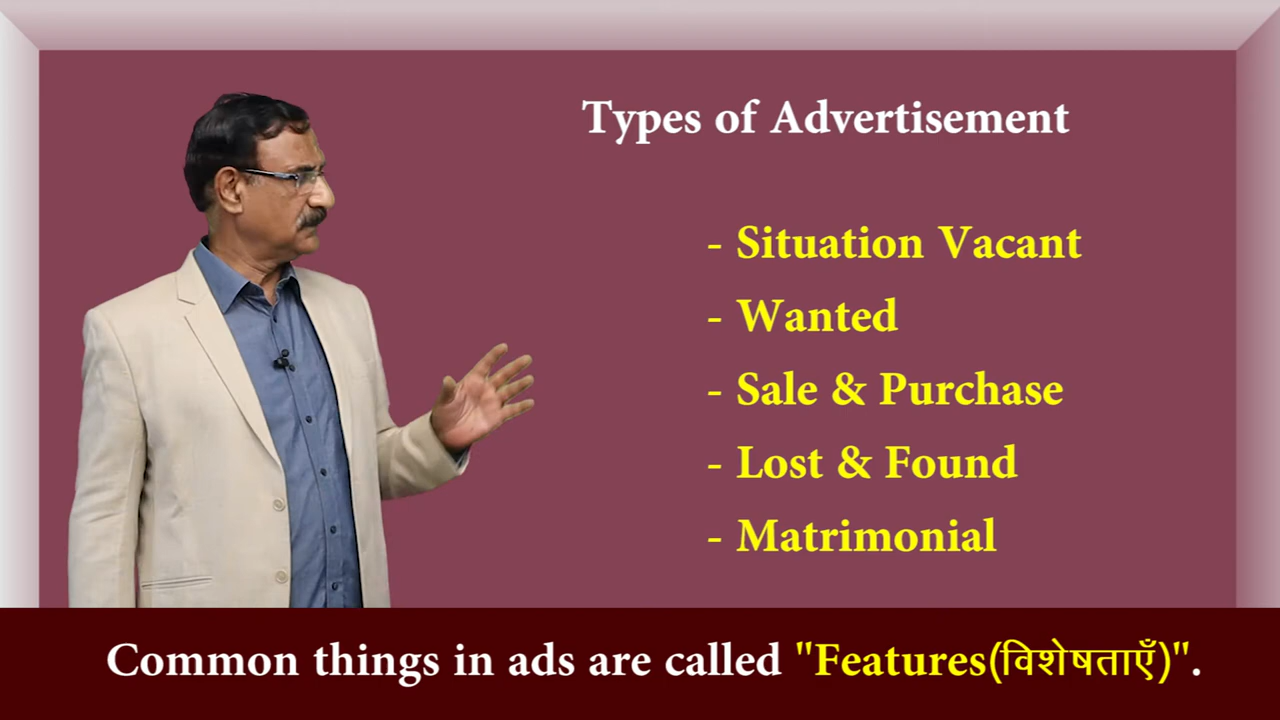 Types of Advertisement
- Situation Vacant
- Wanted
- Sale & Purchase
- Lost & Found
- Matrimonial
Common things in ads are called "Features(विशेषताएँ)".